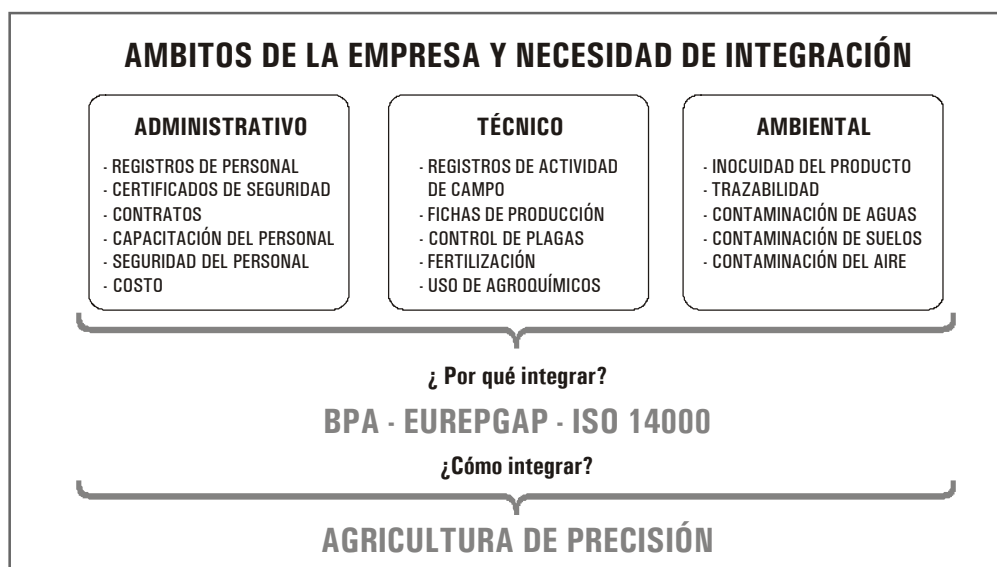 AMBITOS DE LA EMPRESA Y NECESIDAD DE INTEGRACIÓN
ADMINISTRATIVO
- REGISTROS DE PERSONAL
- CERTIFICADOS DE SEGURIDAD
- CONTRATOS
- CAPACITACIÓN DEL PERSONAL
- SEGURIDAD DEL PERSONAL
- COSTO
TÉCNICO
- REGISTROS DE ACTIVIDAD
DE CAMPO
- FICHAS DE PRODUCCIÓN
- CONTROL DE PLAGAS
- FERTILIZACIÓN
- USO DE AGROQUÍMICOS
AMBIENTAL
- INOCUIDAD DEL PRODUCTO
- TRAZABILIDAD
- CONTAMINACIÓN DE AGUAS
- CONTAMINACIÓN DE SUELOS
- CONTAMINACIÓN DEL AIRE
¿ Por qué integrar?
BPA - EUREPGAP - ISO 14000
¿Cómo integrar?
AGRICULTURA DE PRECISIÓN